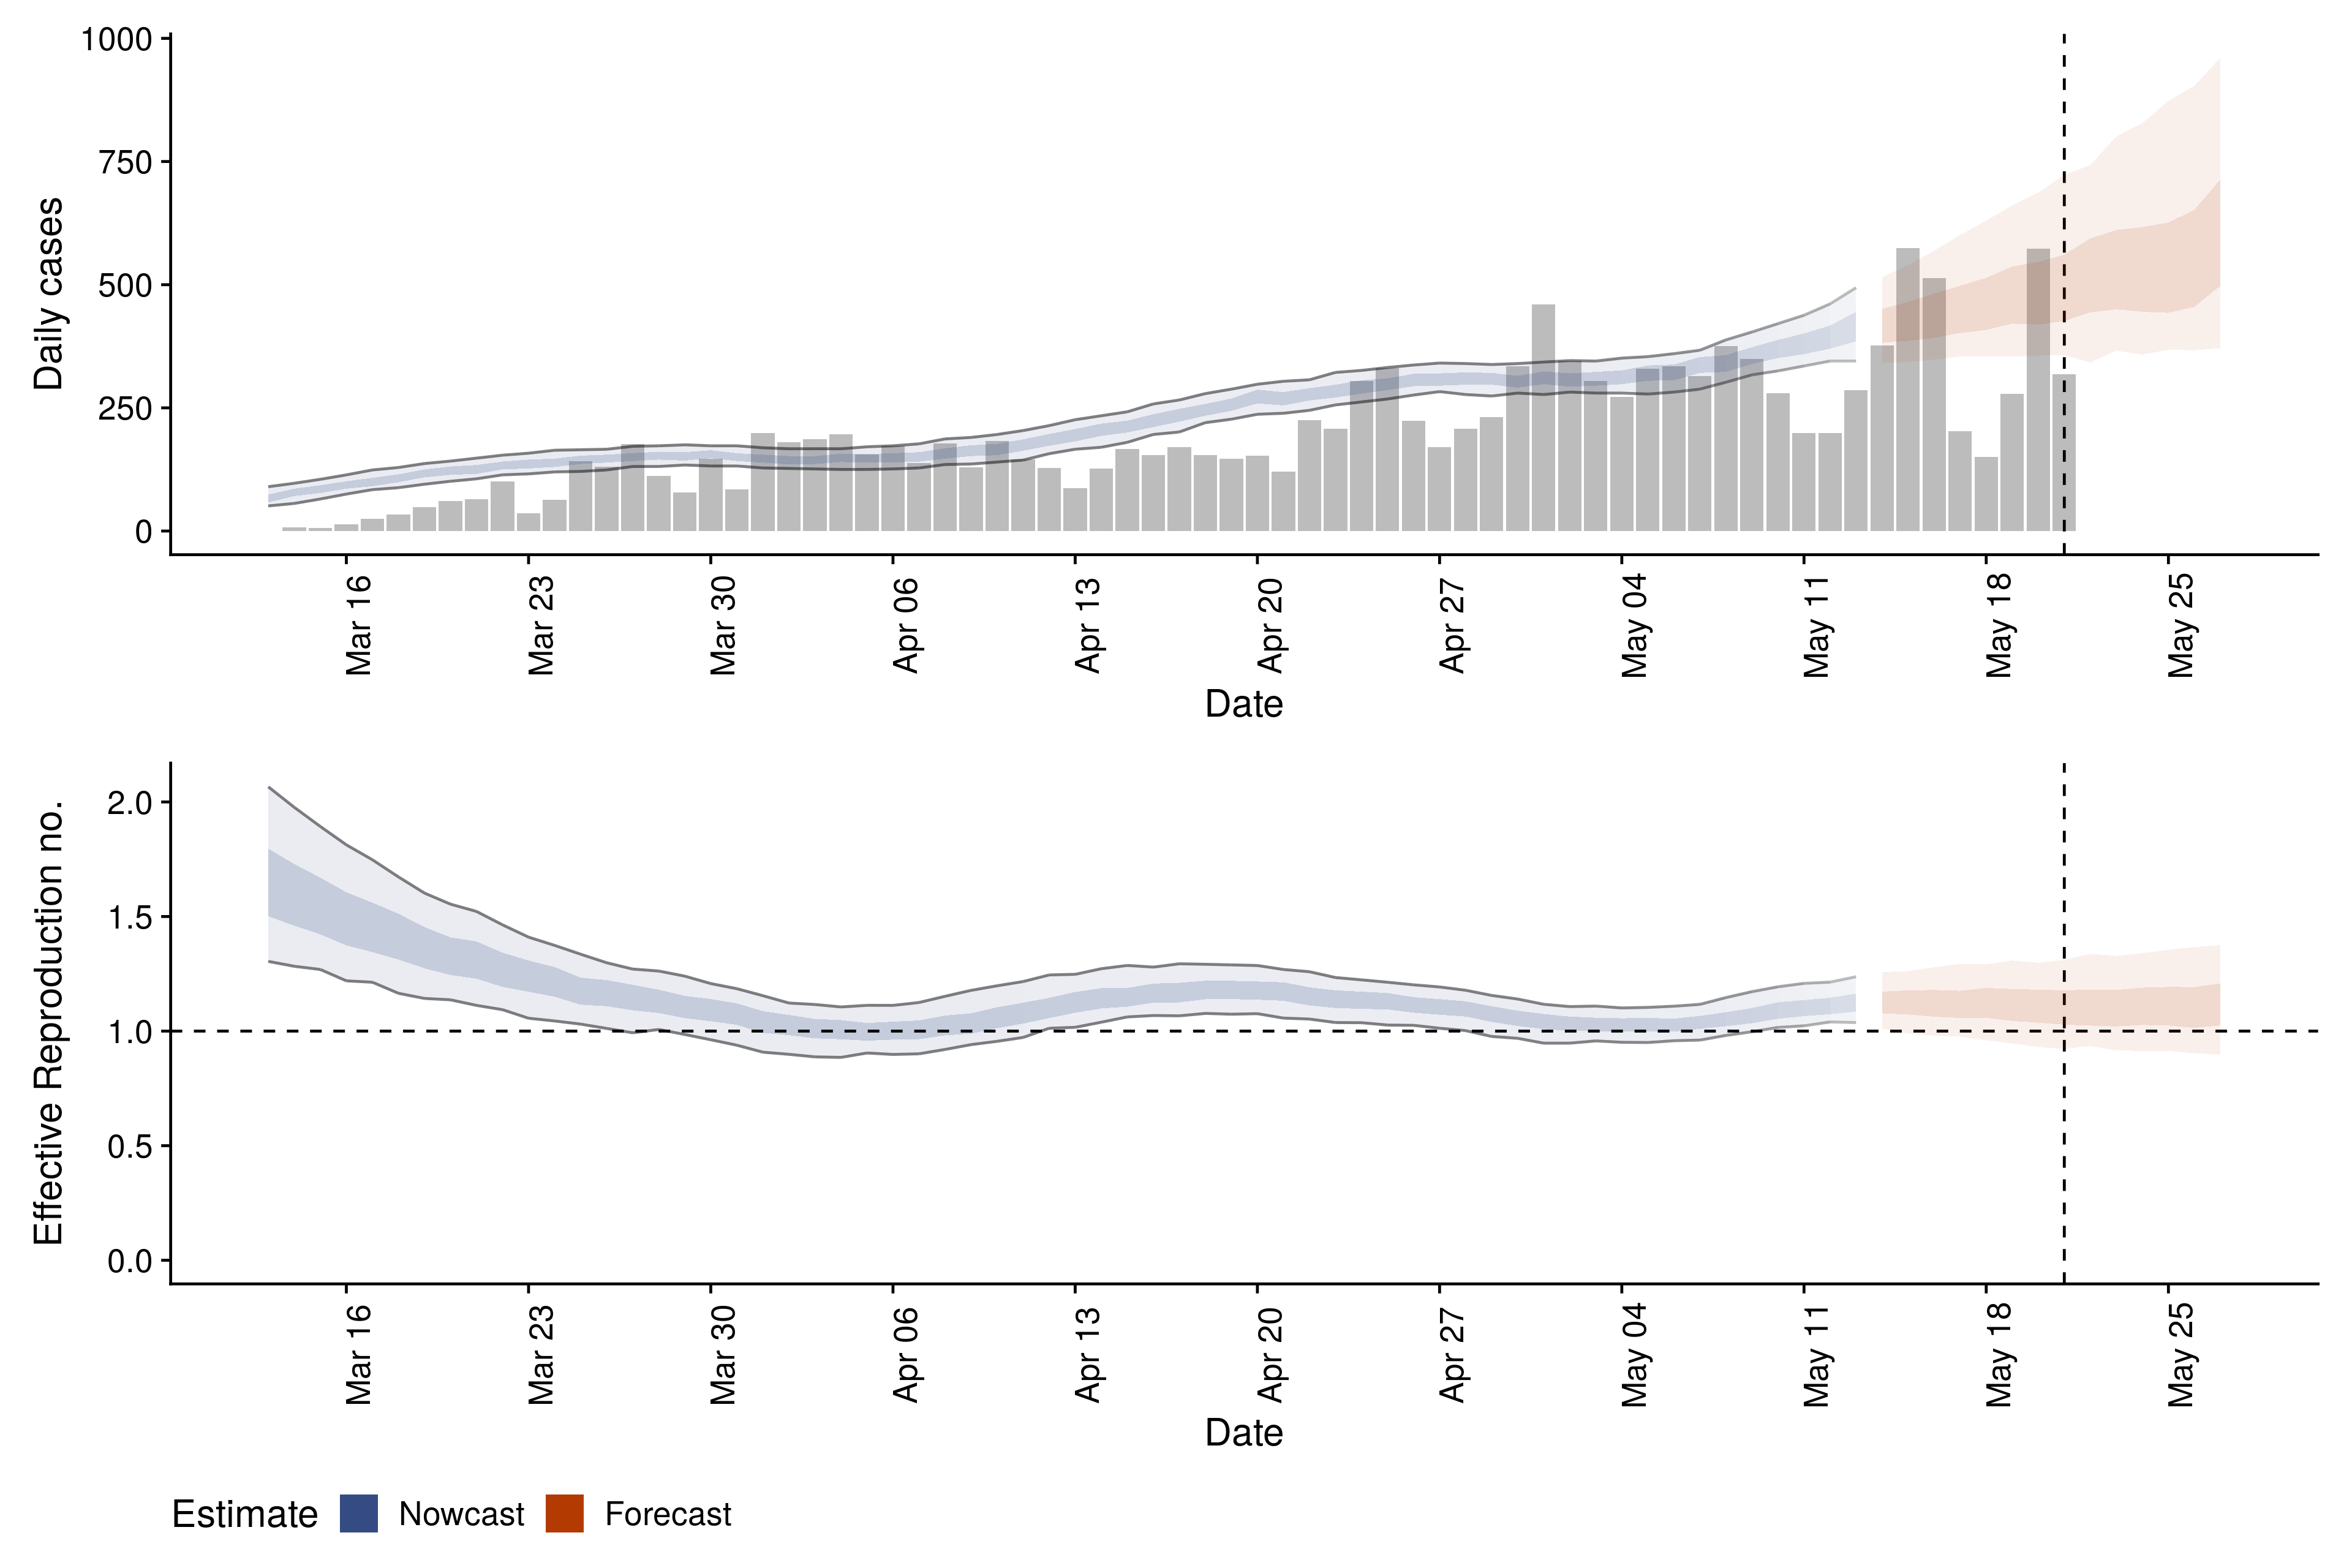 1000
750
500
250
0
Daily cases
Mar 16
Mar 23
Mar 30
Apr 06
Apr 13
Apr 20
Apr 27
May 04
May 11
May 18
May 25
Date
2.0
1.5
1.0
0.5
0.0
Effective Reproduction no.
Mar 16
Mar 23
Mar 30
Apr 06
Apr 13
Apr 20
Apr 27
May 04
May 11
May 18
May 25
Date
Estimate Nowcast Forecast